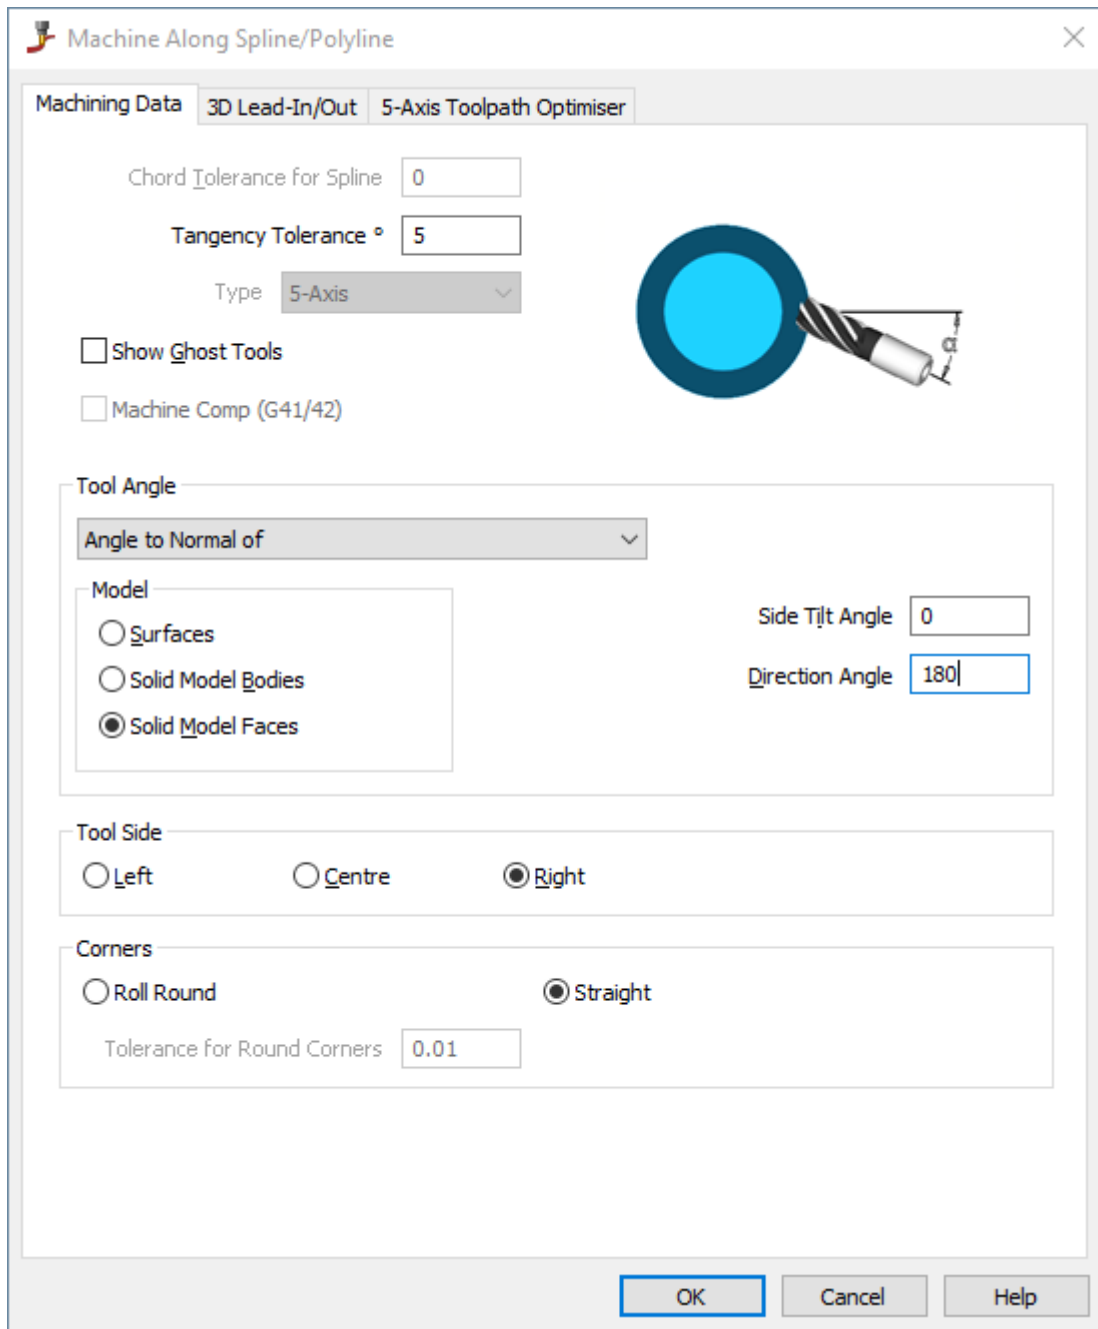 Machine Along Spline/Polyline
Machining Data 3D Lead-In/Out 5-Axis Toolpath Optimiser
Chord Tolerance for Spline 0
Tangency Tolerance ° 5
Type 5-Axis
Show Ghost Tools
Machine Comp (G41/42)
α
Tool Angle
Angle to Normal of
Model
Surfaces
Solid Model Bodies
Solid Model Faces
Side Tilt Angle 0
Direction Angle 180
Tool Side
Left Centre Right
Corners
Roll Round Straight
Tolerance for Round Corners 0.01
OK Cancel Help